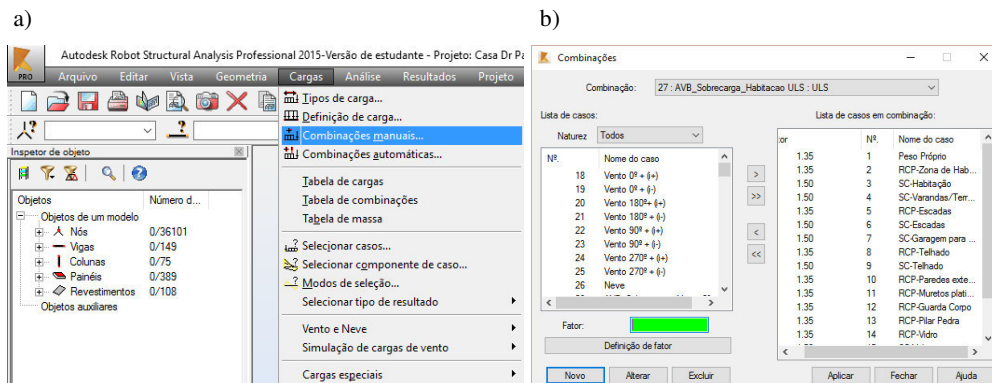 a)
b)
Autodesk Robot Structural Analysis Professional 2015-Versão de estudante - Projeto: Casa Dr Pa
PRO
Arquivo Editar Vista Geometria Cargas Análise Resultados Projeto
Tipos de carga...
Definição de carga...
Combinações manuais...
Combinações automáticas...
Tabela de cargas
Tabela de combinações
Tabela de massa
Selecionar casos...
Selecionar componente de caso...
Modos de seleção...
Selecionar tipo de resultado
Vento e Neve
Simulação de cargas de vento
Cargas especiais
Inspetor de objeto
Objetos Número d...
Objetos de um modelo
Nós 0/36101
Vigas 0/149
Colunas 0/75
Painéis 0/389
Revestimentos 0/108
Objetos auxiliares
Combinações
Combinação: 27 : AVB_Sobrecarga_Habitacao ULS : ULS
Lista de casos:
Naturez Todos
Nº. Nome do caso
18 Vento 0º + (i+)
19 Vento 0º + (i-)
20 Vento 180º+ (i+)
21 Vento 180º + (i-)
22 Vento 90º + (i+)
23 Vento 90º + (i-)
24 Vento 270º + (i+)
25 Vento 270º + (i-)
26 Neve
>
>>
<
<<
Lista de casos em combinação:
:or Nº. Nome do caso
1.35 1 Peso Próprio
1.35 2 RCP-Zona de Hab...
1.50 3 SC-Habitação
1.50 4 SC-Varandas/Terr...
1.35 5 RCP-Escadas
1.50 6 SC-Escadas
1.50 7 SC-Garagem para ...
1.35 8 RCP-Telhado
1.50 9 SC-Telhado
1.35 10 RCP-Paredes exte...
1.35 11 RCP-Muretos plati...
1.35 12 RCP-Guarda Corpo
1.35 13 RCP-Pilar Pedra
1.35 14 RCP-Vidro
Fator:
Definição de fator
Novo Alterar Excluir
Aplicar Fechar Ajuda